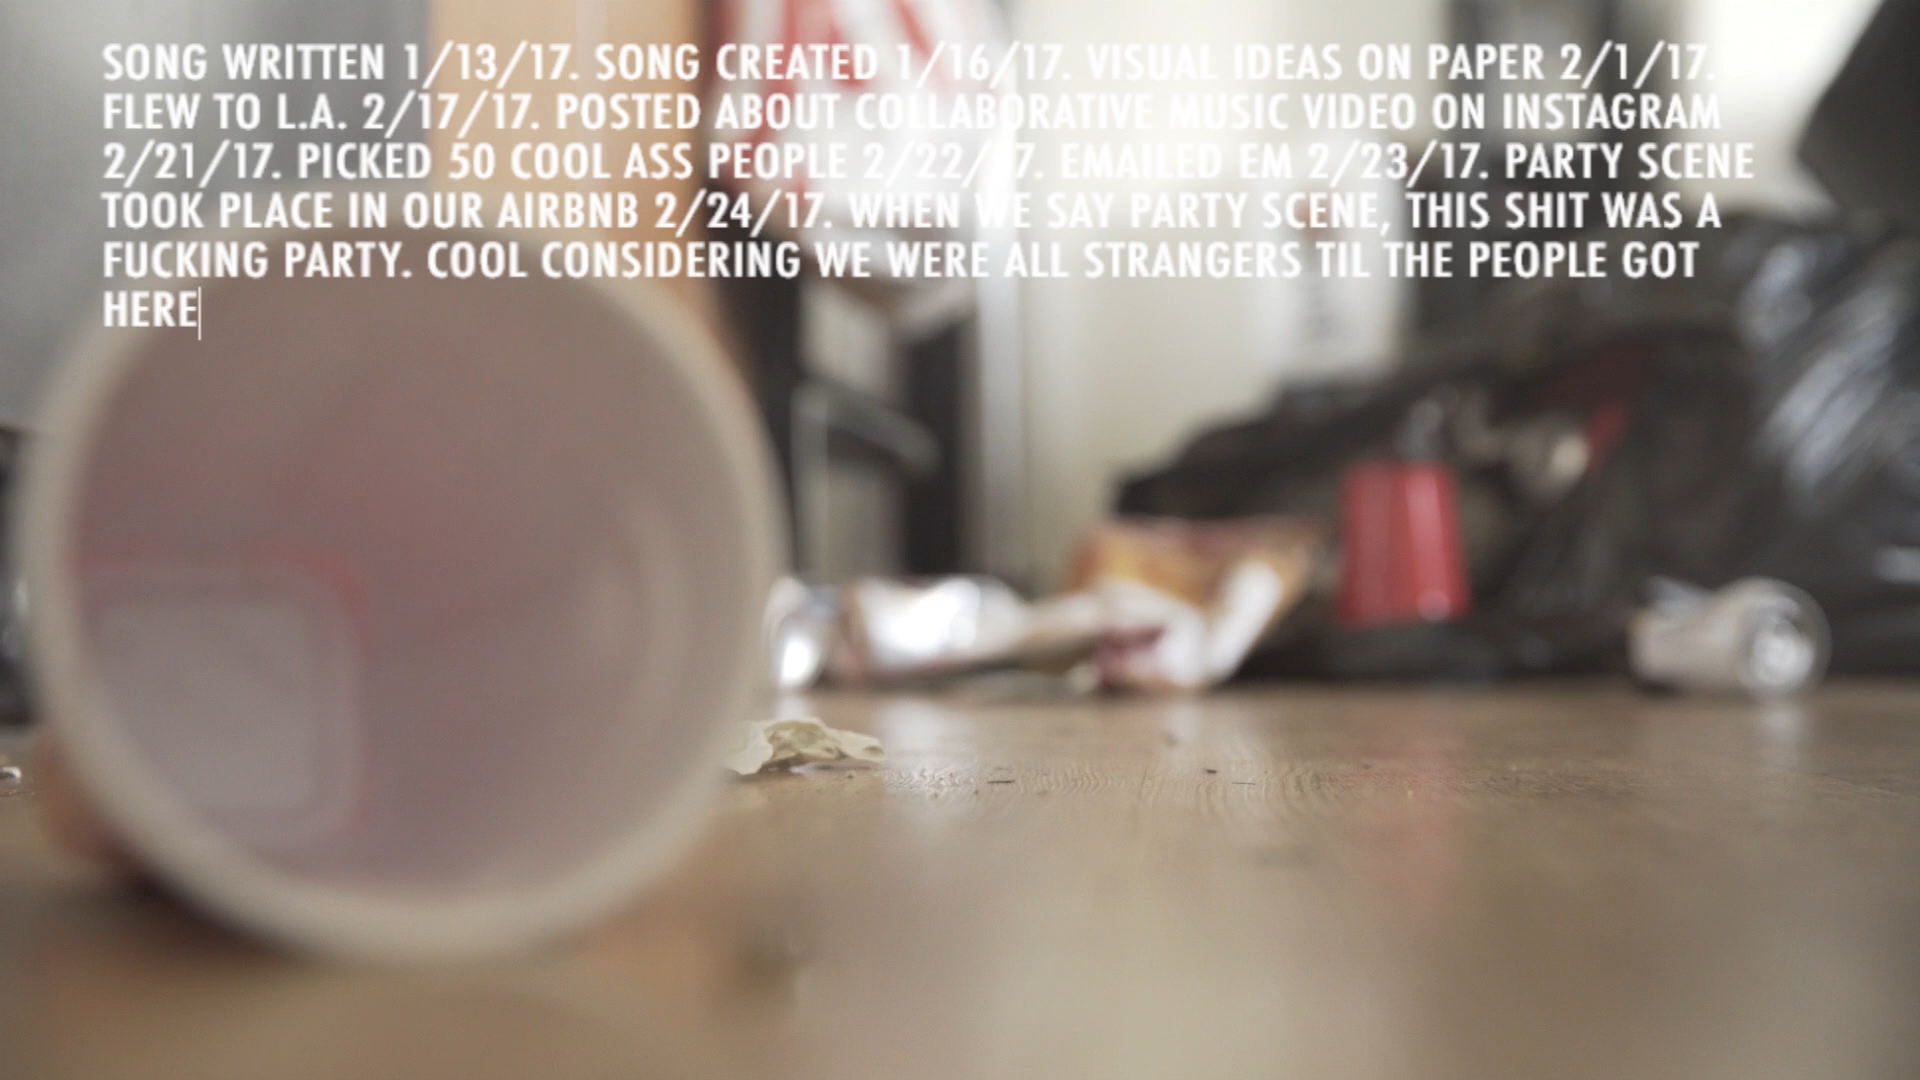 SONG WRITTEN 1/13/17. SONG CREATED 1/16/17. VISUAL IDEAS ON PAPER 2/1/17.
FLEW TO L.A. 2/17/17. POSTED ABOUT COLLABORATIVE MUSIC VIDEO ON INSTAGRAM
2/21/17. PICKED 50 COOL ASS PEOPLE 2/22/17. EMAILED EM 2/23/17. PARTY SCENE
TOOK PLACE IN OUR AIRBNB 2/24/17. WHEN WE SAY PARTY SCENE, THIS SHIT WAS A
FUCKING PARTY. COOL CONSIDERING WE WERE ALL STRANGERS TIL THE PEOPLE GOT
HERE